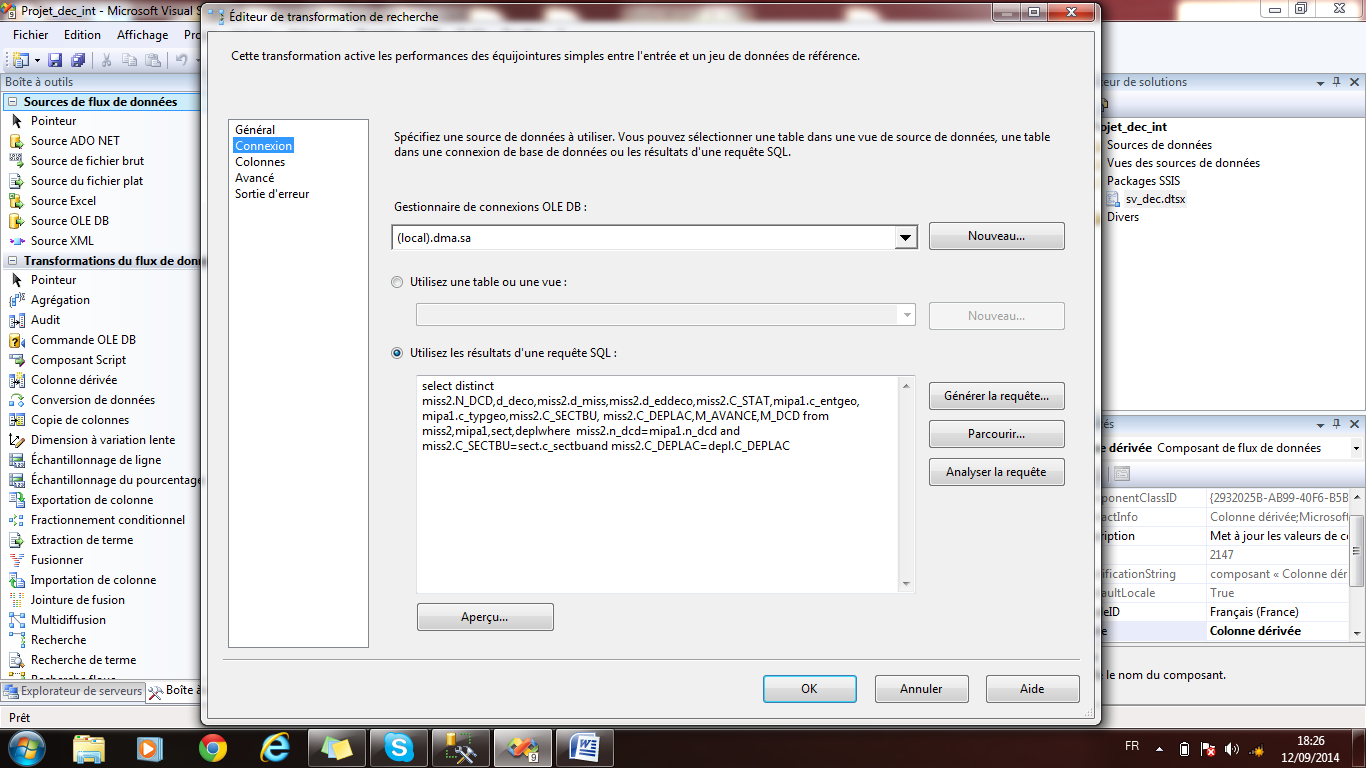 Projet_dec_int - Microsoft Visual S
Éditeur de transformation de recherche
Fichier Edition Affichage
Boîte à outils
Sources de flux de données
Pointeur
Source ADO NET
Source de fichier brut
Source du fichier plat
Source Excel
Source OLE DB
Source XML
Transformations du flux de don
Pointeur
Agrégation
Audit
Commande OLE DB
Composant Script
Colonne dérivée
Conversion de données
Copie de colonnes
Dimension à variation lente
Échantillonnage de ligne
Échantillonnage du pourcentage
Exportation de colonne
Fractionnement conditionnel
Extraction de terme
Fusionner
Importation de colonne
Jointure de fusion
Multidiffusion
Recherche
Recherche de terme
Explorateur de serveurs
Boîte à
Prêt
Cette transformation active les performances des équijointures simples entre l'entrée et un jeu de données de référence.
Général
Connexion
Colonnes
Avancé
Sortie d'erreur
Spécifiez une source de données à utiliser. Vous pouvez sélectionner une table dans une vue de source de données, une table
dans une connexion de base de données ou les résultats d'une requête SQL.
Gestionnaire de connexions OLE DB :
(local).dma.sa
Nouveau...
Utilisez une table ou une vue :
Nouveau...
Utilisez les résultats d'une requête SQL :
select distinct
miss2.N_DCD,d_deco,miss2.d_miss,miss2.d_eddeco,miss2.C_STAT,mipa1.c_entgeo,
mipa1.c_typgeo,miss2.C_SECTBU, miss2.C_DEPLAC,M_AVANCE,M_DCD from
miss2,mipa1,sect,deplwhere miss2.n_dcd=mipa1.n_dcd and
miss2.C_SECTBU=sect.c_sectbuand miss2.C_DEPLAC=depl.C_DEPLAC
Générer la requête...
Parcourir...
Analyser la requête
Aperçu...
OK
Annuler
Aide
eur de solutions
ojet_dec_int
Sources de données
Vues des sources de données
Packages SSIS
sv_dec.dtsx
Divers
és
e dérivée Composant de flux de données
ponentClassID {2932025B-AB99-40F6-B5B
actInfo Colonne dérivée;Microsoft
ription Met à jour les valeurs de c
2147
ificationString composant « Colonne dér
aultLocale True
eID Français (France)
e Colonne dérivée
e le nom du composant.
FR
18:26
12/09/2014